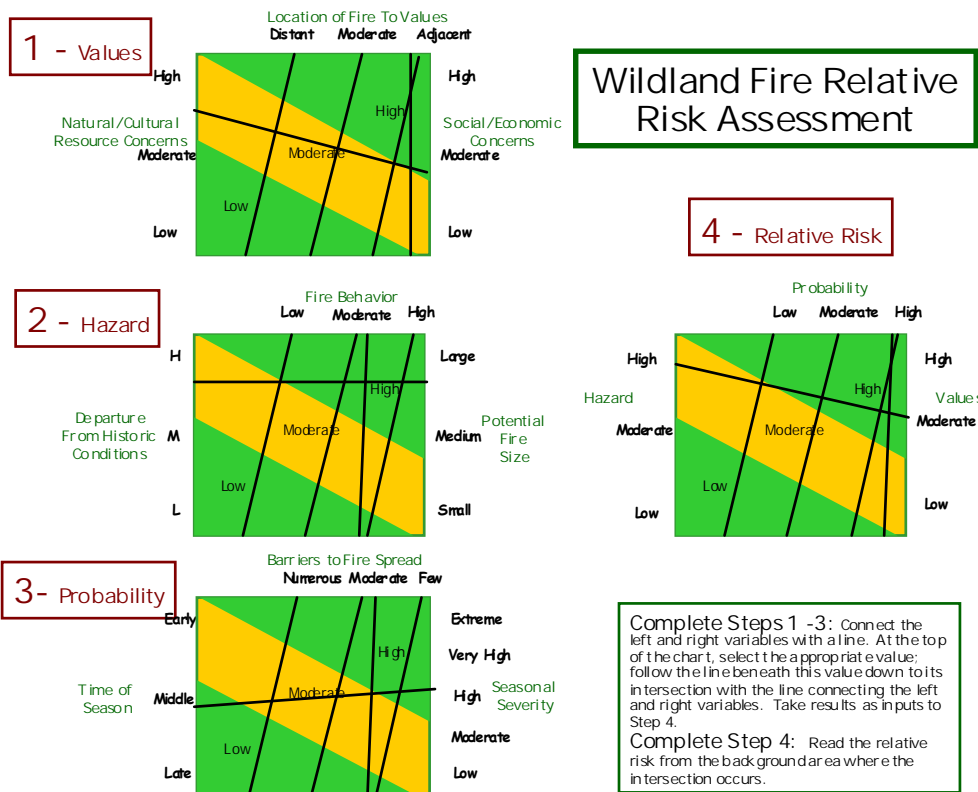 1 - Values
Location of Fire To Values
Distant Moderate Adjacent
High
High
Natural/Cultural
Resource Concerns
Moderate
Social/Economic
Concerns
Moderate
High
Moderate
Low
Low
Low
Wildland Fire Relative
Risk Assessment
2 - Hazard
Fire Behavior
Low Moderate High
H
Large
Departure
From Historic
Conditions
M
Medium
Potential
Fire
Size
High
Moderate
Low
L
Small
4 - Relative Risk
Probability
Low Moderate High
High
High
Hazard
Values
Moderate
Moderate
High
Moderate
Low
Low
Low
3- Probability
Barriers to Fire Spread
Numerous Moderate Few
Early
Extreme
Very High
High
Time of
Season
Middle
Moderate
High
Seasonal
Severity
Moderate
Low
Late
Low
Complete Steps 1 -3: Connect the
left and right variables with a line. At the top
of the chart, select the appropriate value;
follow the line beneath this value down to its
intersection with the line connecting the left
and right variables. Take results as inputs to
Step 4.
Complete Step 4: Read the relative
risk from the background area where the
intersection occurs.